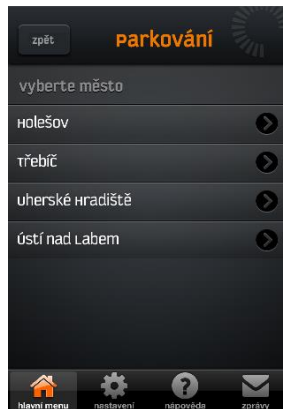 zpět
parkování
vyberte město
Holešov
Třebíč
Uherské Hradiště
Ústí nad Labem
hlavní menu
nastavení
nápověda
zprávy